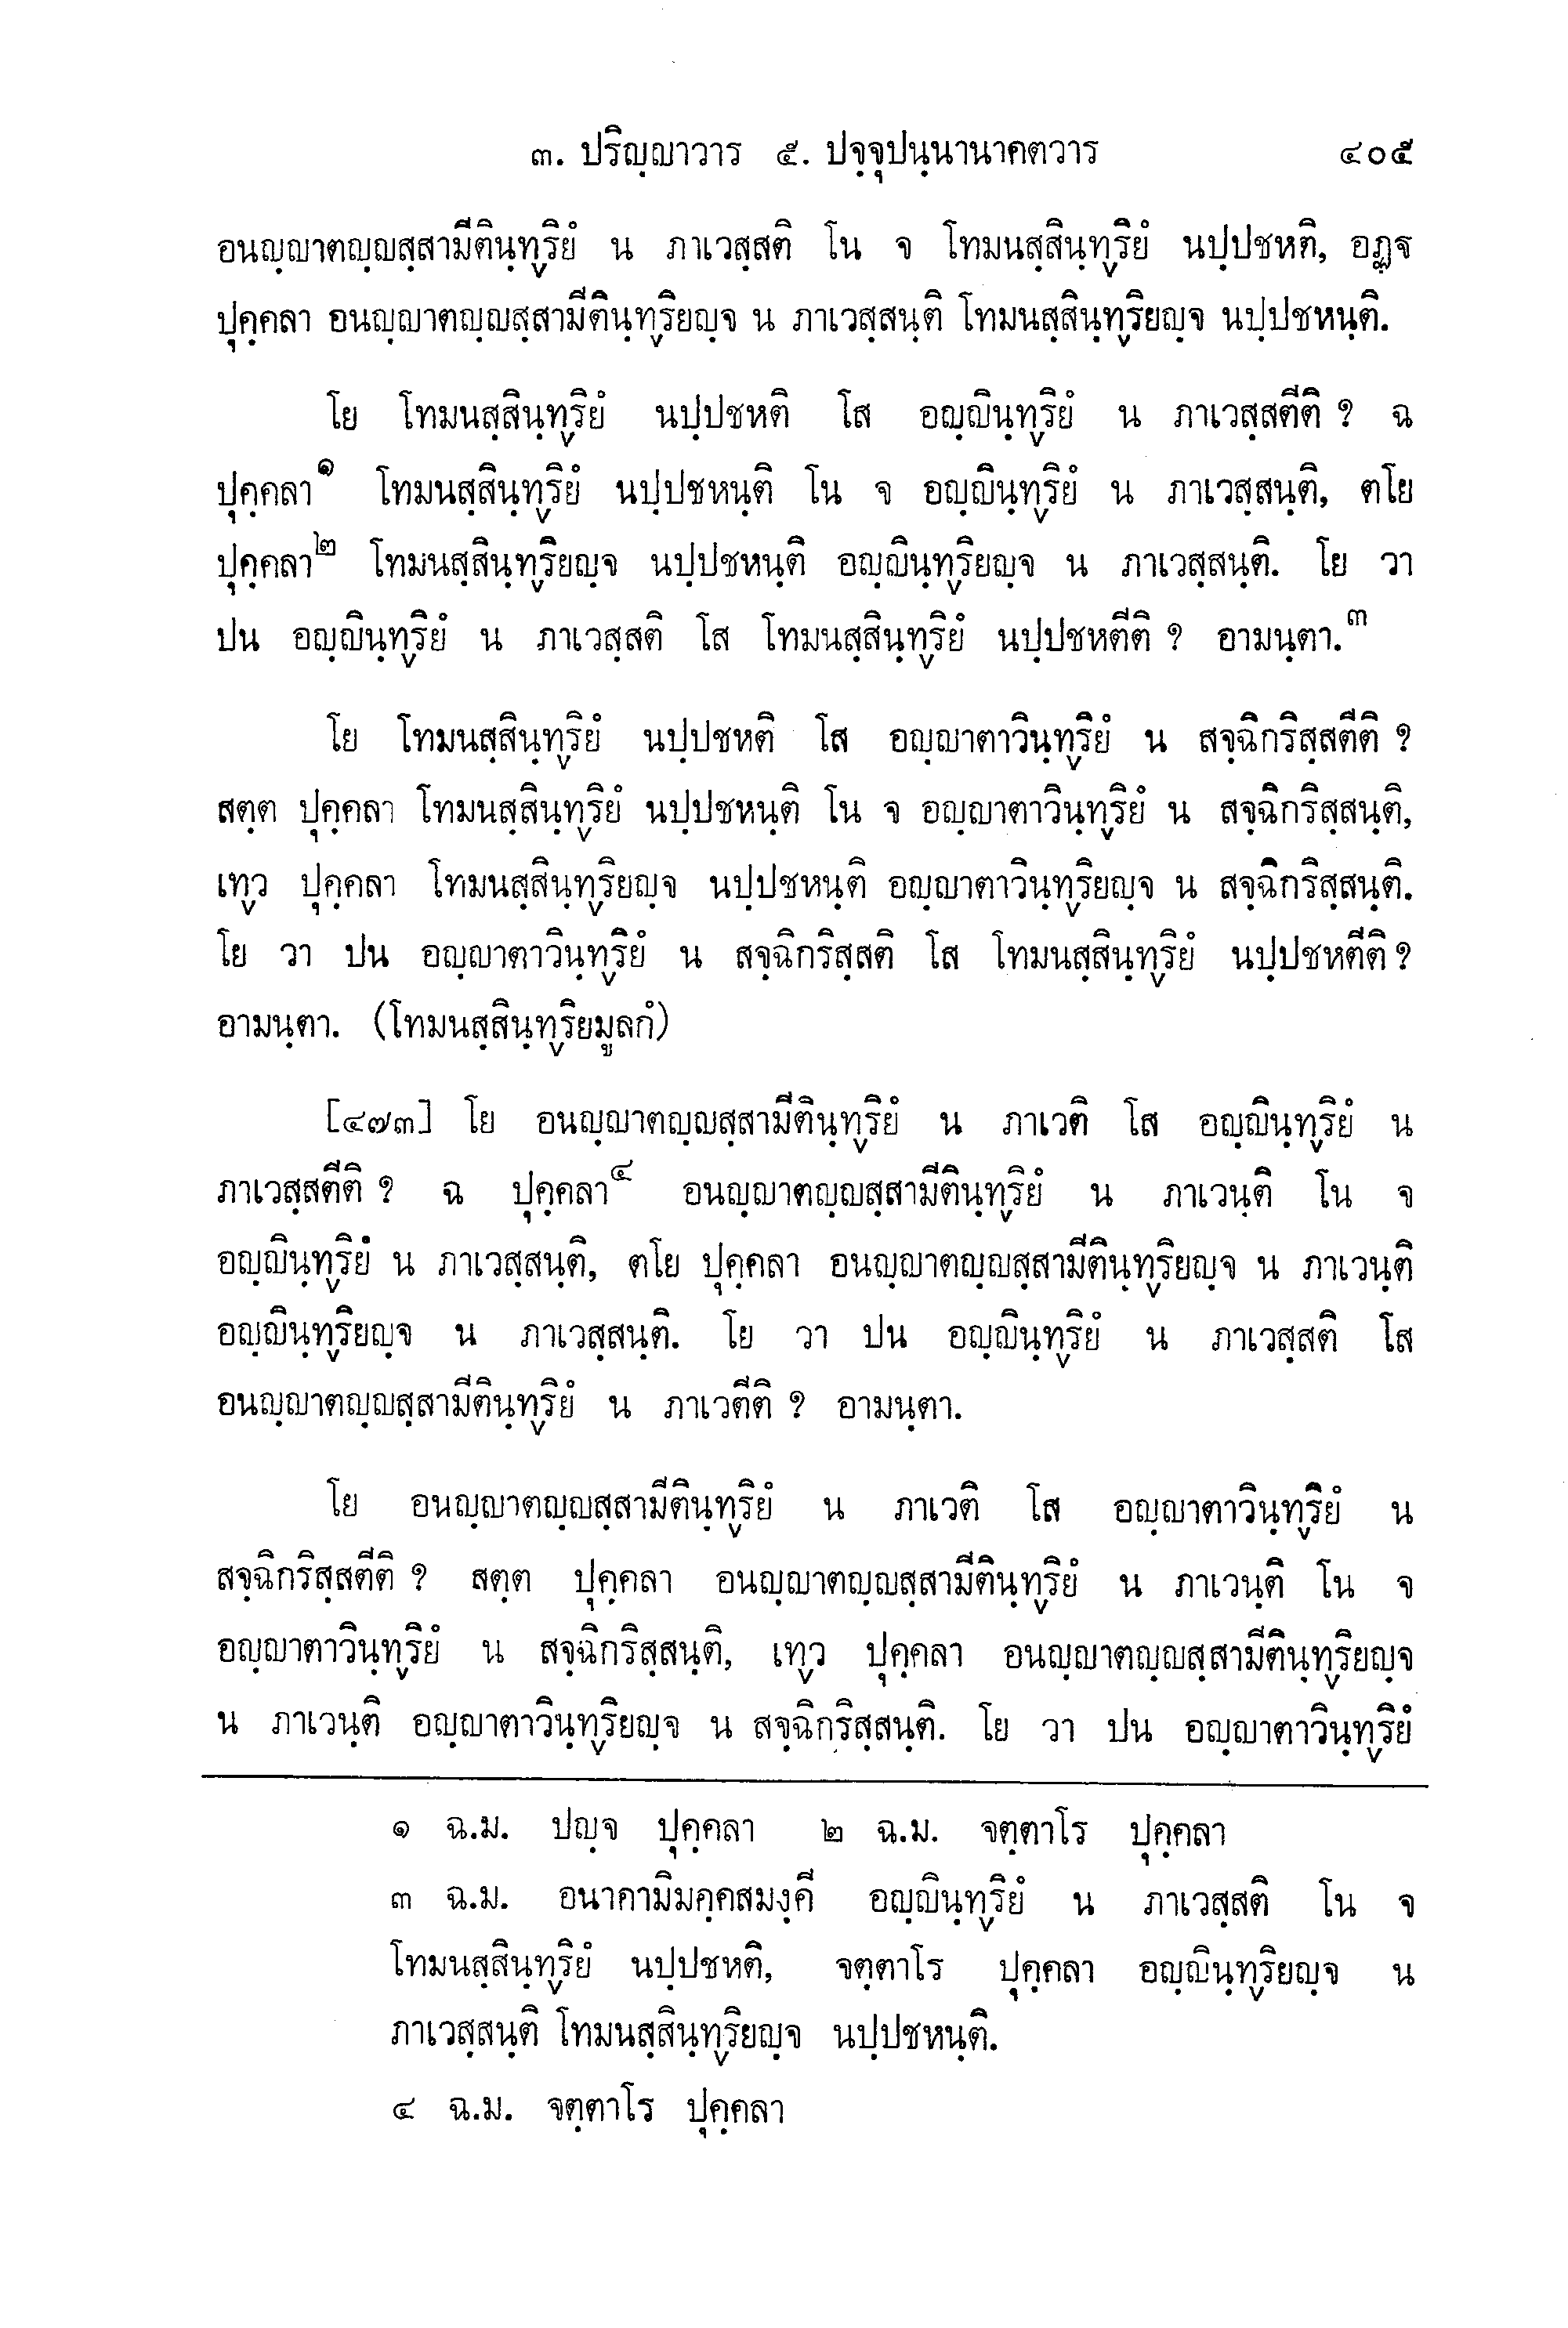 ๓. ปริญฺญาวาร ๕. ปจฺจุปนฺนานาคตวาร ๔๐๕
อนญฺญาตญฺญสฺสามีตินฺทฺริยํ น ภาเวสฺสติ โน จ โทมนสฺสินฺทฺริยํ นปฺปชหติ, อฏฺฐ
ปุคฺคลา อนญฺญาตญฺญสฺสามีตินฺทฺริยญฺจ น ภาเวสฺสนฺติ โทมนสฺสินฺทฺริยญฺจ นปฺปชหนฺติ.
โย โทมนสฺสินฺทฺริยํ นปฺปชหติ โส อญฺญินฺทฺริยํ น ภาเวสฺสตีติ ? ฉ
ปุคฺคลา๑ โทมนสฺสินฺทฺริยํ นปฺปชหนฺติ โน จ อญฺญินฺทฺริยํ น ภาเวสฺสนฺติ, ตโย
ปุคฺคลา๒ โทมนสฺสินฺทฺริยญฺจ นปฺปชหนฺติ อญฺญินฺทฺริยญฺจ น ภาเวสฺสนฺติ. โย วา
ปน อญฺญินฺทฺริยํ น ภาเวสฺสติ โส โทมนสฺสินฺทฺริยํ นปฺปชหตีติ ? อามนฺตา.๓
โย โทมนสฺสินฺทฺริยํ นปฺปชหติ โส อญฺญาตาวินฺทฺริยํ น สจฺฉิกริสฺสตีติ ?
สตฺต ปุคฺคลา โทมนสฺสินฺทฺริยํ นปฺปชหนฺติ โน จ อญฺญาตาวินฺทฺริยํ น สจฺฉิกริสฺสนฺติ,
เทฺว ปุคฺคลา โทมนสฺสินฺทฺริยญฺจ นปฺปชหนฺติ อญฺญาตาวินฺทฺริยญฺจ น สจฺฉิกริสฺสนฺติ.
โย วา ปน อญฺญาตาวินฺทฺริยํ น สจฺฉิกริสฺสติ โส โทมนสฺสินฺทฺริยํ นปฺปชหตีติ ?
อามนฺตา. (โทมนสฺสินฺทฺริยมูลกํ)
[๔๗๓] โย อนญฺญาตญฺญสฺสามีตินฺทฺริยํ น ภาเวติ โส อญฺญินฺทฺริยํ น
ภาเวสฺสตีติ ? ฉ ปุคฺคลา๔ อนญฺญาตญฺญสฺสามีตินฺทฺริยํ น ภาเวนฺติ โน จ
อญฺญินฺทฺริยํ น ภาเวสฺสนฺติ, ตโย ปุคฺคลา อนญฺญาตญฺญสฺสามีตินฺทฺริยญฺจ น ภาเวนฺติ
อญฺญินฺทฺริยญฺจ น ภาเวสฺสนฺติ. โย วา ปน อญฺญินฺทฺริยํ น ภาเวสฺสติ โส
อนญฺญาตญฺญสฺสามีตินฺทฺริยํ น ภาเวตีติ ? อามนฺตา.
โย อนญฺญาตญฺญสฺสามีตินฺทฺริยํ น ภาเวติ โส อญฺญาตาวินฺทฺริยํ น
สจฺฉิกริสฺสตีติ ? สตฺต ปุคฺคลา อนญฺญาตญฺญสฺสามีตินฺทฺริยํ น ภาเวนฺติ โน จ
อญฺญาตาวินฺทฺริยํ น สจฺฉิกริสฺสนฺติ, เทฺว ปุคฺคลา อนญฺญาตญฺญสฺสามีตินฺทฺริยญฺจ
น ภาเวนฺติ อญฺญาตาวินฺทฺริยญฺจ น สจฺฉิกริสฺสนฺติ. โย วา ปน อญฺญาตาวินฺทฺริยํ
๑ ฉ.ม. ปญฺจ ปุคฺคลา ๒ ฉ.ม. จตฺตาโร ปุคฺคลา
๓ ฉ.ม. อนาคามิมคฺคสมงฺคี อญฺญินฺทฺริยํ น ภาเวสฺสติ โน จ
โทมนสฺสินฺทฺริยํ นปฺปชหติ, จตฺตาโร ปุคฺคลา อญฺญินฺทฺริยญฺจ น
ภาเวสฺสนฺติ โทมนสฺสินฺทฺริยญฺจ นปฺปชหนฺติ.
๔ ฉ.ม. จตฺตาโร ปุคฺคลา